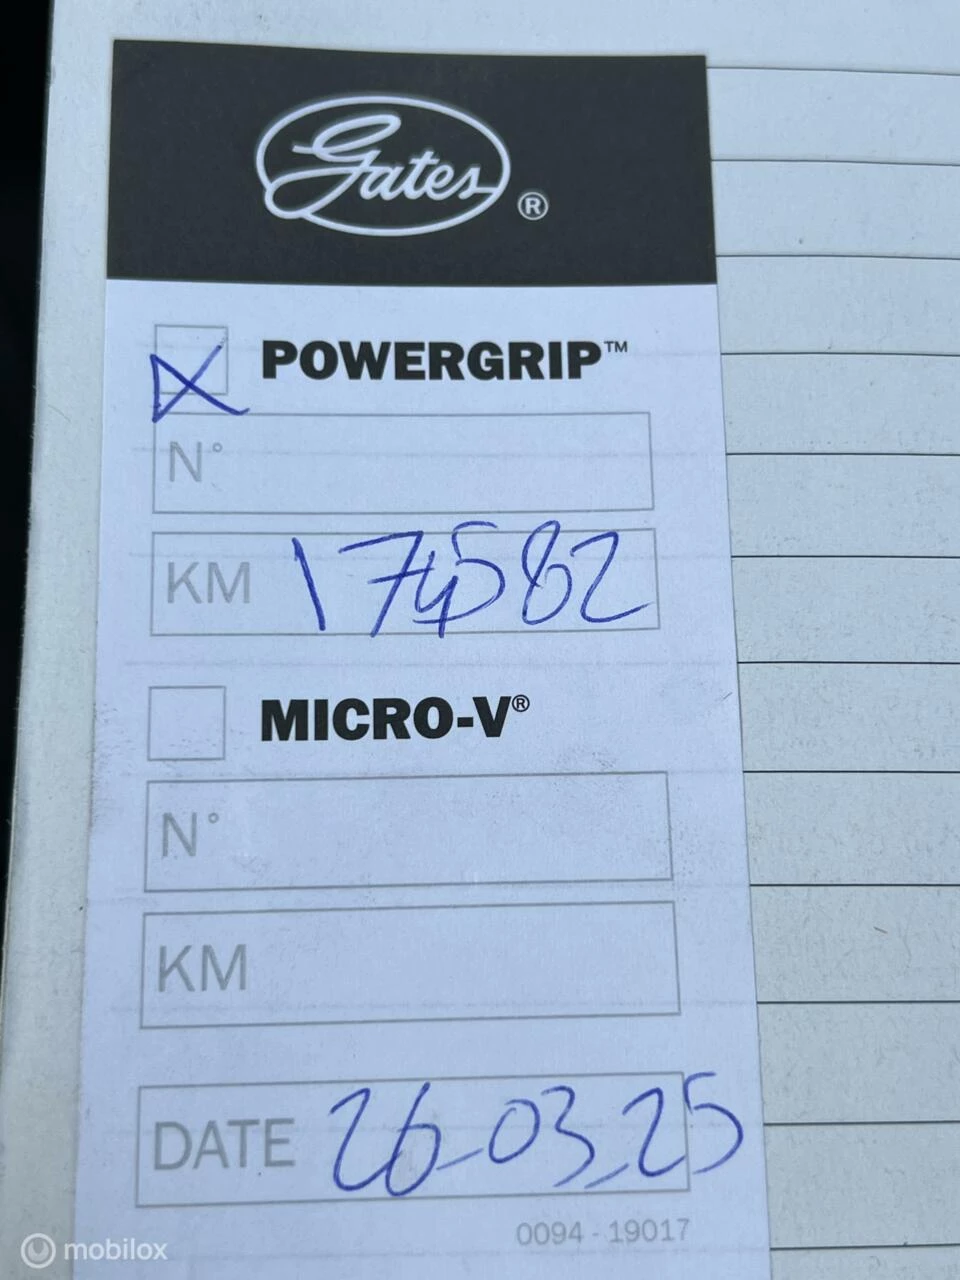 Gates ®
POWERGRIP™
N°
KM 174582
MICRO-V®
N°
KM
DATE 26-03-25
0094 - 19017
mobilox